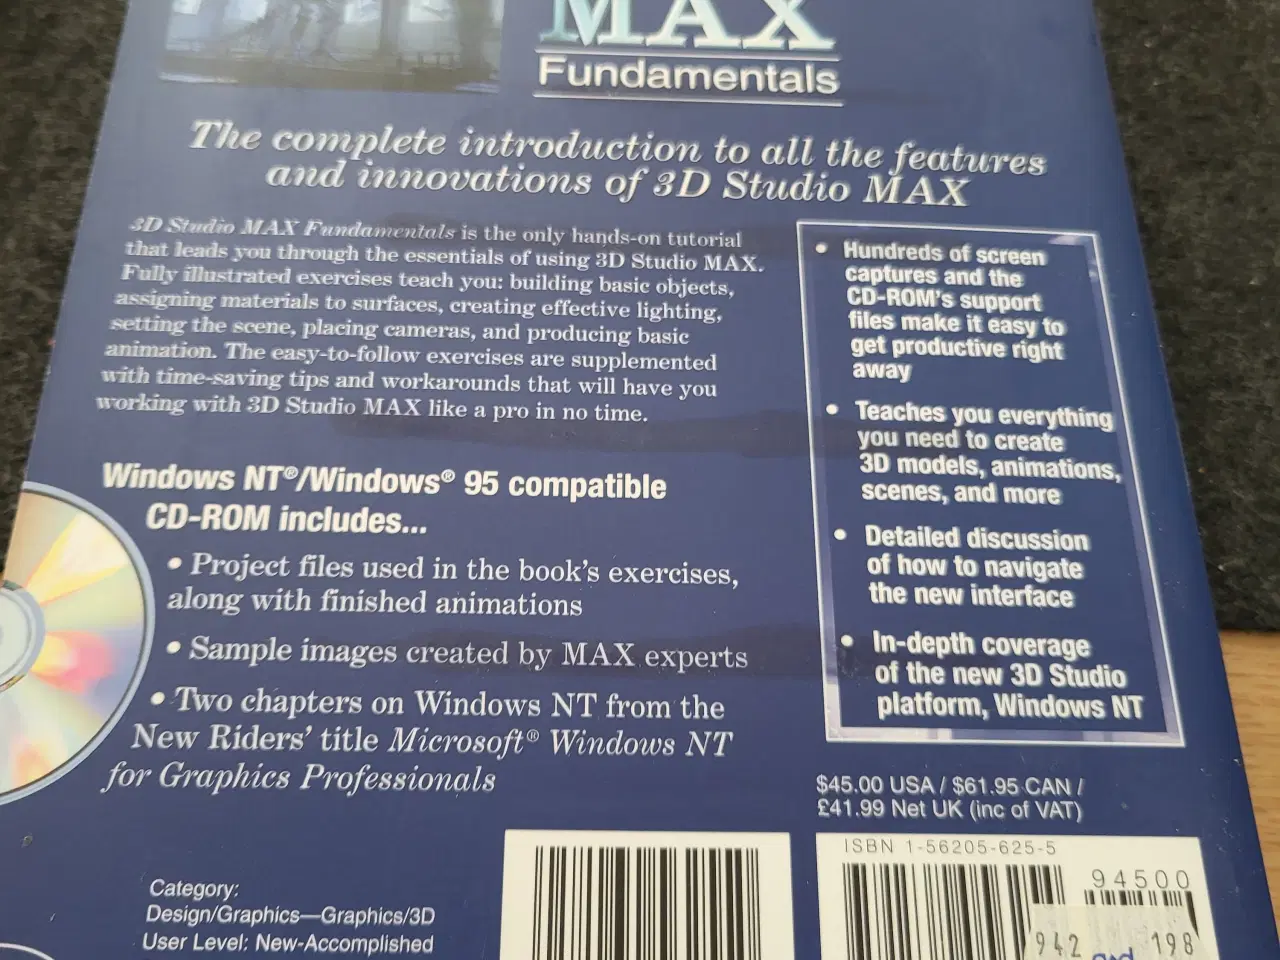 MAX
Fundamentals
The complete introduction to all the features
and innovations of 3D Studio MAX
3D Studio MAX Fundamentals is the only hands-on tutorial
that leads you through the essentials of using 3D Studio MAX.
Fully illustrated exercises teach you: building basic objects,
assigning materials to surfaces, creating effective lighting,
setting the scene, placing cameras, and producing basic
animation. The easy-to-follow exercises are supplemented
with time-saving tips and workarounds that will have you
working with 3D Studio MAX like a pro in no time.
Windows NT®/Windows® 95 compatible
CD-ROM includes...
• Project files used in the book's exercises,
along with finished animations
• Sample images created by MAX experts
• Two chapters on Windows NT from the
New Riders' title Microsoft® Windows NT
for Graphics Professionals
• Hundreds of screen
captures and the
CD-ROM's support
files make it easy to
get productive right
away
• Teaches you everything
you need to create
3D models, animations,
scenes, and more
• Detailed discussion
of how to navigate
the new interface
• In-depth coverage
of the new 3D Studio
platform, Windows NT
$45.00 USA / $61.95 CAN /
£41.99 Net UK (inc of VAT)
ISBN 1-56205-625-5
94500
942 198
Category:
Design/Graphics—Graphics/3D
User Level: New-Accomplished